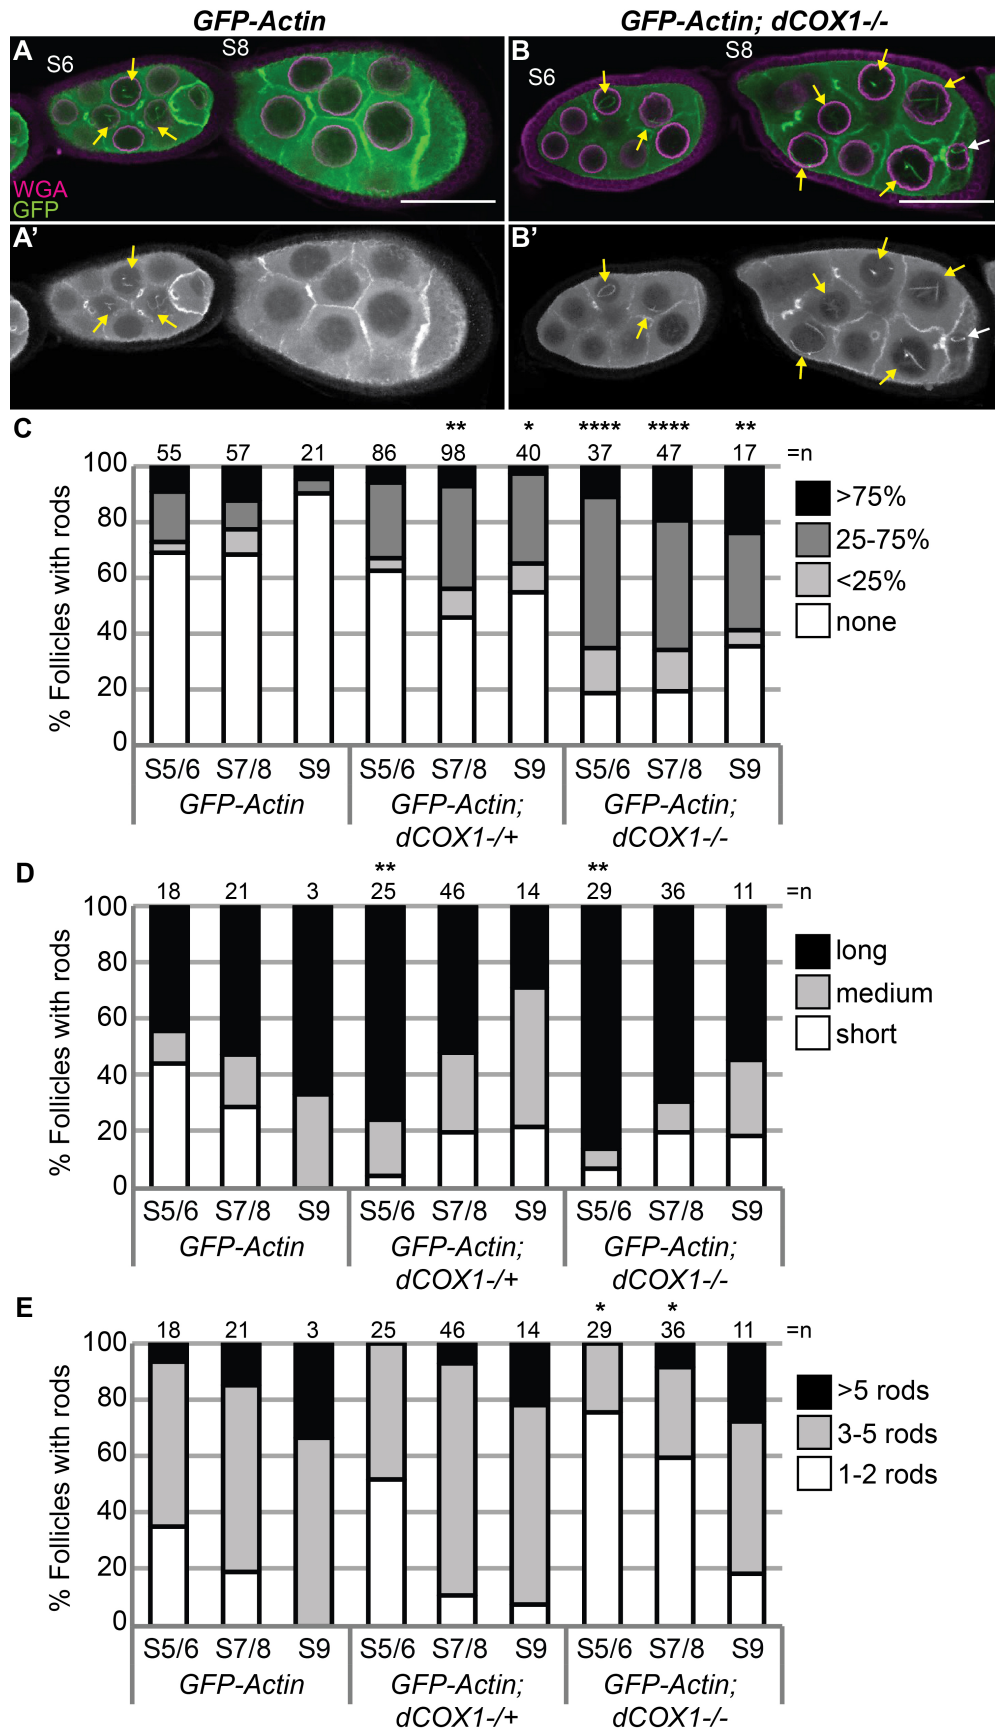 GFP-Actin GFP-Actin; dCOX1-/-
A S6 S8 B S6 S8
WGA
GFP
A' B'
C
** * **** **** **
55 57 21 86 98 40 37 47 17 =n
% Follicles with rods
100
80
60
40
20
0
>75%
25-75%
<25%
none
S5/6 S7/8 S9 S5/6 S7/8 S9 S5/6 S7/8 S9
GFP-Actin GFP-Actin; GFP-Actin;
dCOX1-/+ dCOX1-/-
D
** **
18 21 3 25 46 14 29 36 11 =n
% Follicles with rods
100
80
60
40
20
0
long
medium
short
S5/6 S7/8 S9 S5/6 S7/8 S9 S5/6 S7/8 S9
GFP-Actin GFP-Actin; GFP-Actin;
dCOX1-/+ dCOX1-/-
E
* *
18 21 3 25 46 14 29 36 11 =n
% Follicles with rods
100
80
60
40
20
0
>5 rods
3-5 rods
1-2 rods
S5/6 S7/8 S9 S5/6 S7/8 S9 S5/6 S7/8 S9
GFP-Actin GFP-Actin; GFP-Actin;
dCOX1-/+ dCOX1-/-